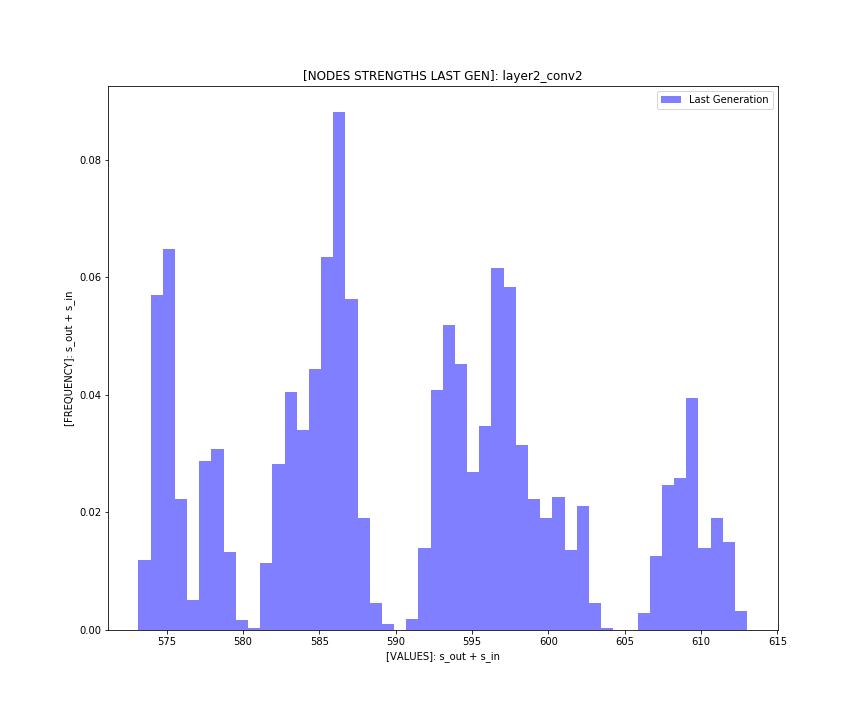 [NODES STRENGTHS LAST GEN]: layer2_conv2
Last Generation
0.08
0.06
0.04
0.02
0.00
[FREQUENCY]: s_out + s_in
575 580 585 590 595 600 605 610 615
[VALUES]: s_out + s_in